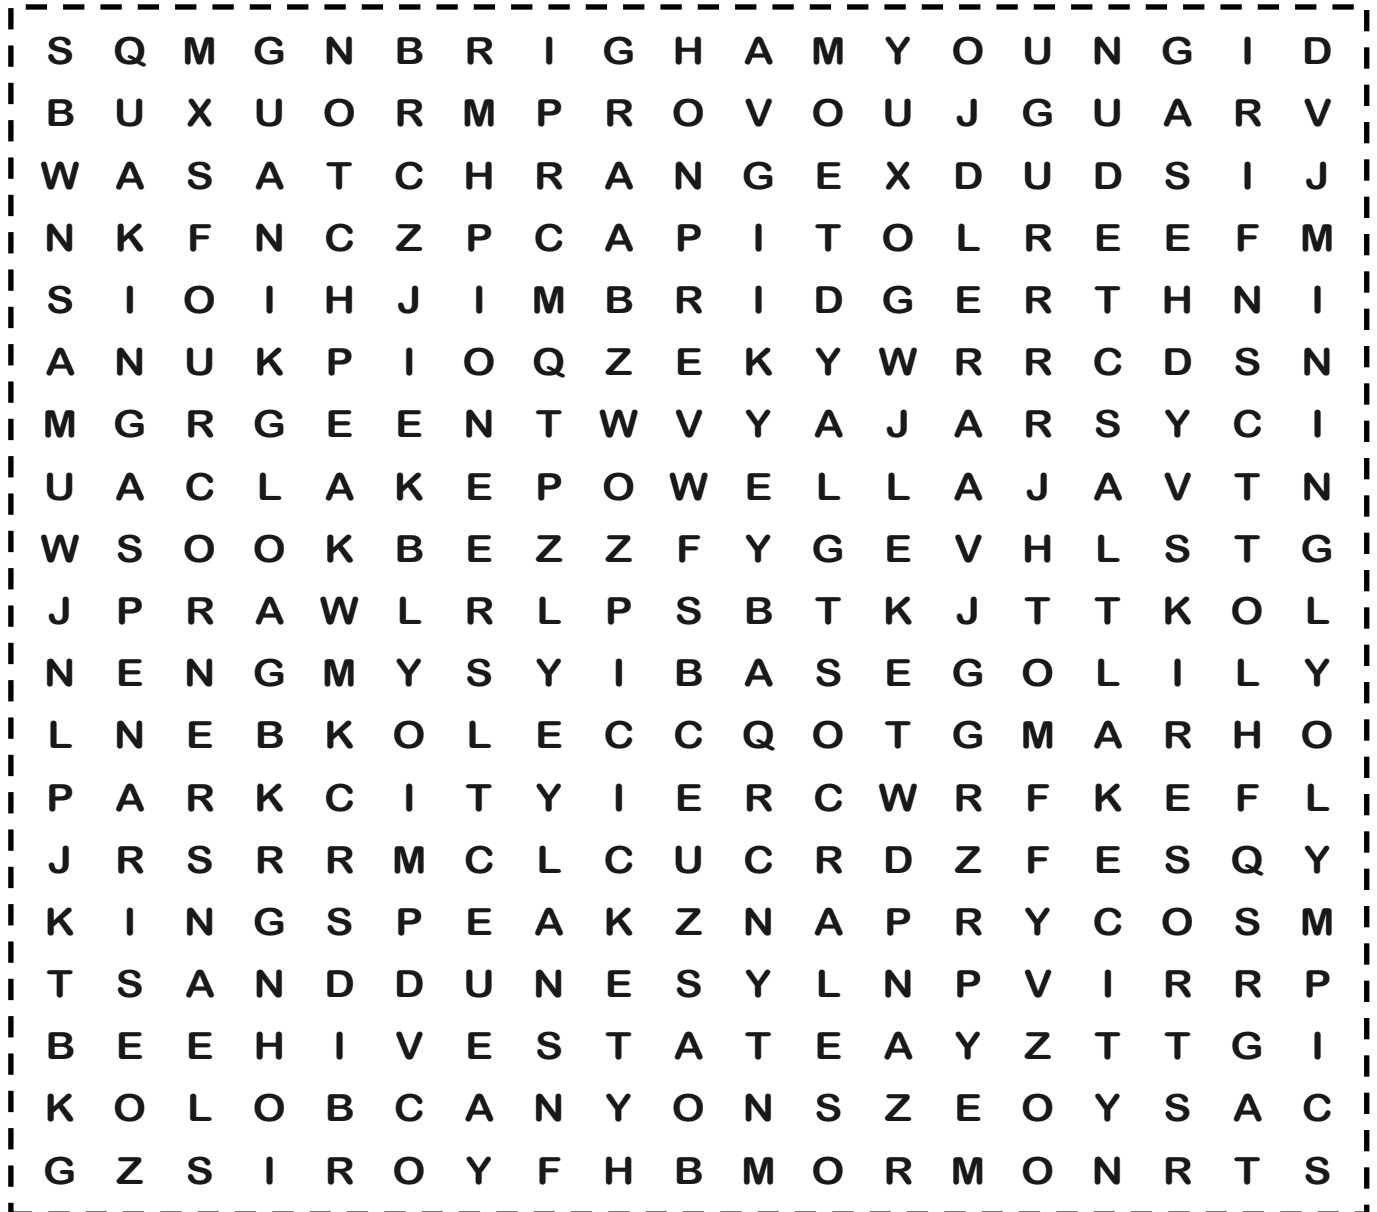 S Q M G N B R I G H A M Y O U N G I D
B U X U O R M P R O V O U J G U A R V
W A S A T C H R A N G E X D U D S I J
N K F N C Z P C A P I T O L R E E F M
S I O I H J I M B R I D G E R T H N I
A N U K P I O Q Z E K Y W R R C D S N
M G R G E E N T W V Y A J A R S Y C I
U A C L A K E P O W E L L A J A V T N
W S O O K B E Z Z F Y G E V H L S T G
J P R A W L R L P S B T K J T T K O L
N E N G M Y S Y I B A S E G O L I L Y
L N E B K O L E C C Q O T G M A R H O
P A R K C I T Y I E R C W R F K E F L
J R S R R M C L C U C R D Z F E S Q Y
K I N G S P E A K Z N A P R Y C O S M
T S A N D D U N E S Y L N P V I R R P
B E E H I V E S T A T E A Y Z T T G I
K O L O B C A N Y O N S Z E O Y S A C
G Z S I R O Y F H B M O R M O N R T S